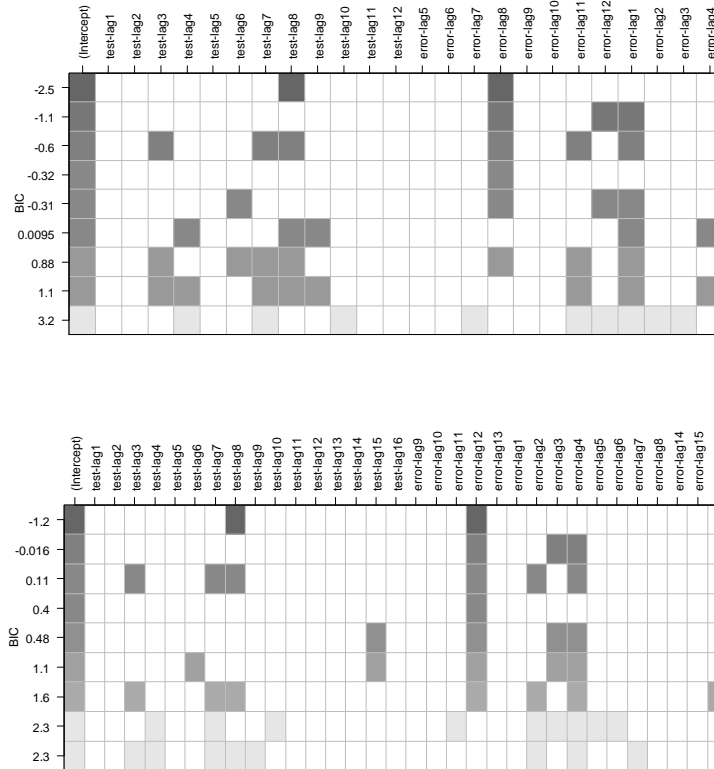 (Intercept)
test-lag1
test-lag2
test-lag3
test-lag4
test-lag5
test-lag6
test-lag7
test-lag8
test-lag9
test-lag10
test-lag11
test-lag12
error-lag5
error-lag6
error-lag7
error-lag8
error-lag9
error-lag10
error-lag11
error-lag12
error-lag1
error-lag2
error-lag3
error-lag4
BIC
-2.5
-1.1
-0.6
-0.32
-0.31
0.0095
0.88
1.1
3.2
(Intercept)
test-lag1
test-lag2
test-lag3
test-lag4
test-lag5
test-lag6
test-lag7
test-lag8
test-lag9
test-lag10
test-lag11
test-lag12
test-lag13
test-lag14
test-lag15
test-lag16
error-lag9
error-lag10
error-lag11
error-lag12
error-lag13
error-lag1
error-lag2
error-lag3
error-lag4
error-lag5
error-lag6
error-lag7
error-lag8
error-lag14
error-lag15
BIC
-1.2
-0.016
0.11
0.4
0.48
1.1
1.6
2.3
2.3